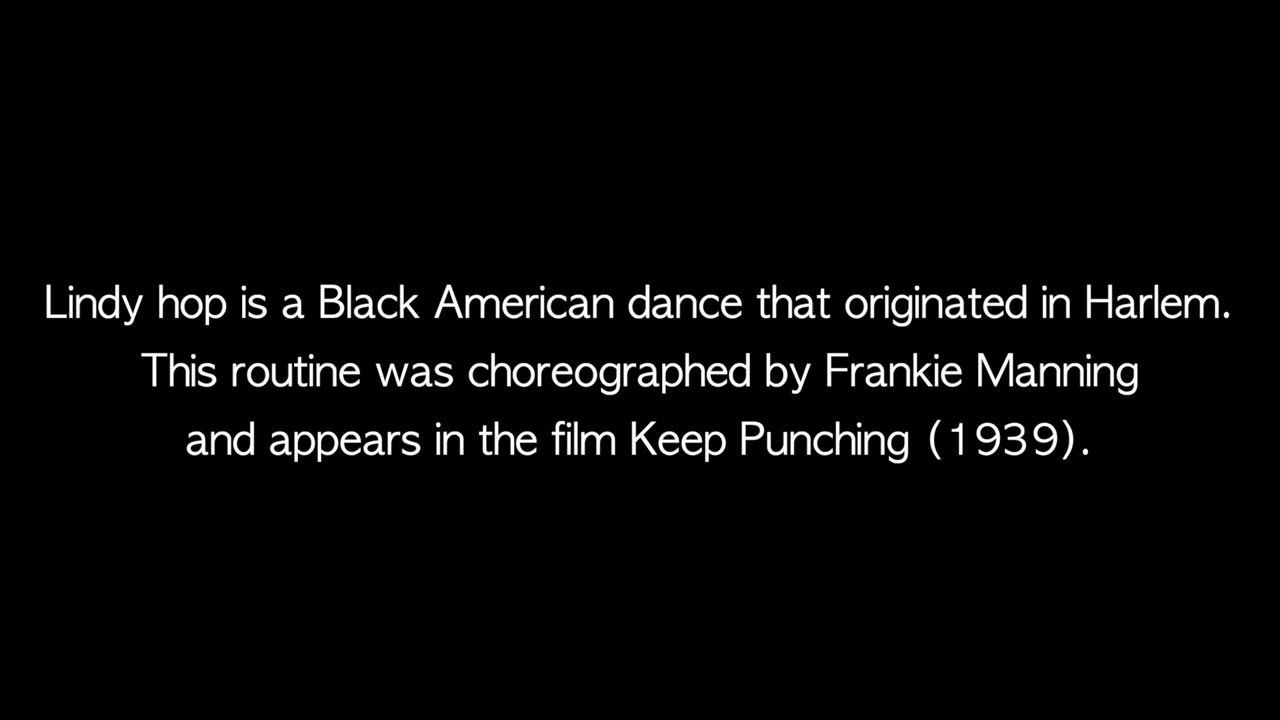 Lindy hop is a Black American dance that originated in Harlem.
This routine was choreographed by Frankie Manning
and appears in the film Keep Punching (1939).